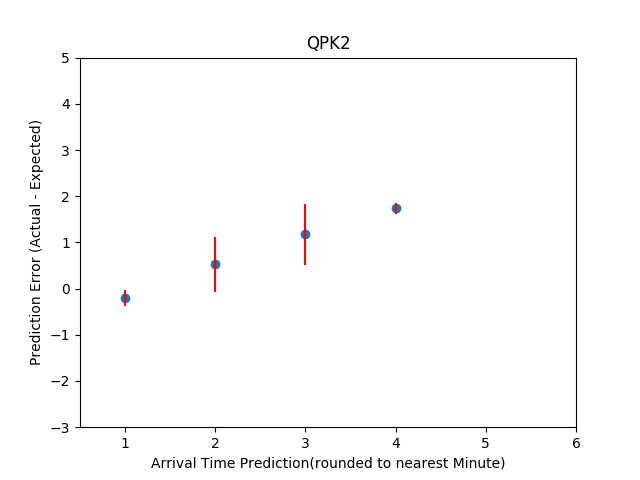 QPK2
5
4
3
2
1
0
−1
−2
−3
Prediction Error (Actual - Expected)
1 2 3 4 5 6
Arrival Time Prediction(rounded to nearest Minute)